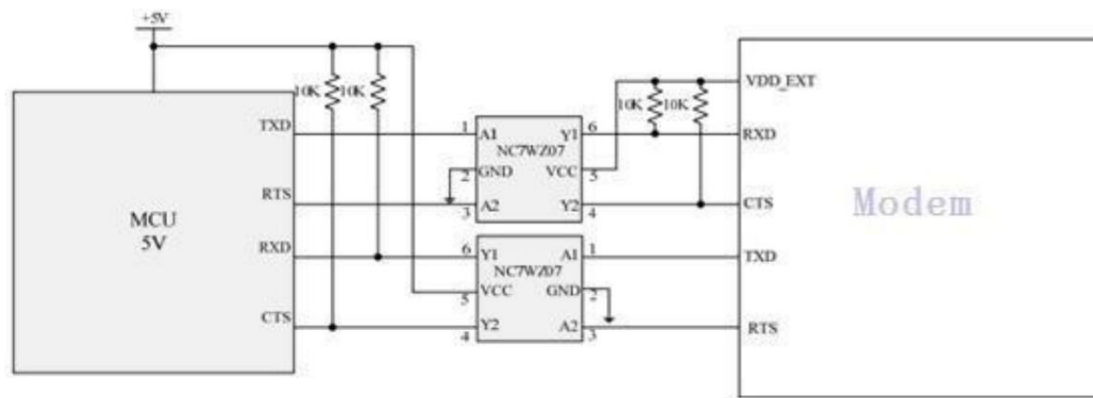 +5V
10K 10K
VDD_EXT
10K 10K
TXD
1 A1 Y1 6
RXD
NC7WZ07
2 GND VCC 5
RTS
3 A2 Y2 4
CTS
MCU
5V
Modem
RXD
6 Y1 A1 1
TXD
NC7WZ07
5 VCC GND 2
CTS
4 Y2 A2 3
RTS